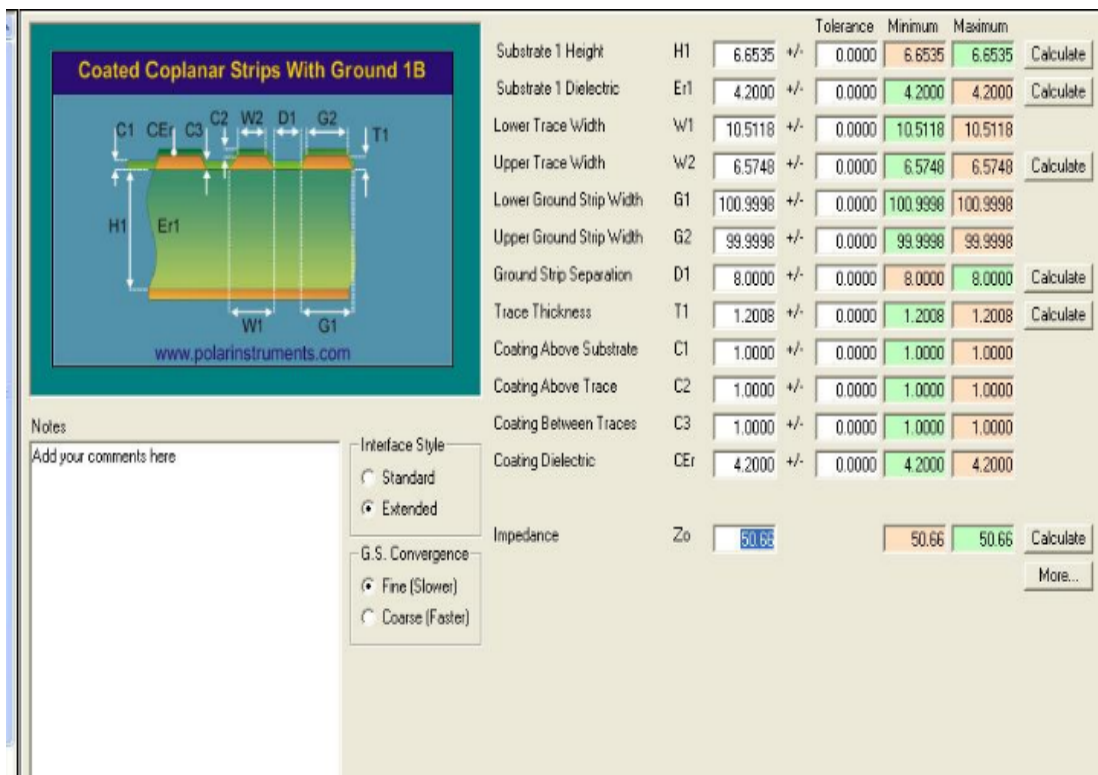 Coated Coplanar Strips With Ground 1B
C1 CEr C3 C2 W2 D1 G2 T1
H1 Er1
W1 G1
www.polarinstruments.com
Tolerance Minimum Maximum
Substrate 1 Height H1 6.6535 +/- 0.0000 6.6535 6.6535 Calculate
Substrate 1 Dielectric Er1 4.2000 +/- 0.0000 4.2000 4.2000 Calculate
Lower Trace Width W1 10.5118 +/- 0.0000 10.5118 10.5118
Upper Trace Width W2 6.5748 +/- 0.0000 6.5748 6.5748 Calculate
Lower Ground Strip Width G1 100.9998 +/- 0.0000 100.9998 100.9998
Upper Ground Strip Width G2 99.9998 +/- 0.0000 99.9998 99.9998
Ground Strip Separation D1 8.0000 +/- 0.0000 8.0000 8.0000 Calculate
Trace Thickness T1 1.2008 +/- 0.0000 1.2008 1.2008 Calculate
Coating Above Substrate C1 1.0000 +/- 0.0000 1.0000 1.0000
Coating Above Trace C2 1.0000 +/- 0.0000 1.0000 1.0000
Coating Between Traces C3 1.0000 +/- 0.0000 1.0000 1.0000
Coating Dielectric CEr 4.2000 +/- 0.0000 4.2000 4.2000
Impedance Zo 50.66 50.66 50.66 Calculate
More...
Notes
Add your comments here
Interface Style
Standard
Extended
G.S. Convergence
Fine (Slower)
Coarse (Faster)